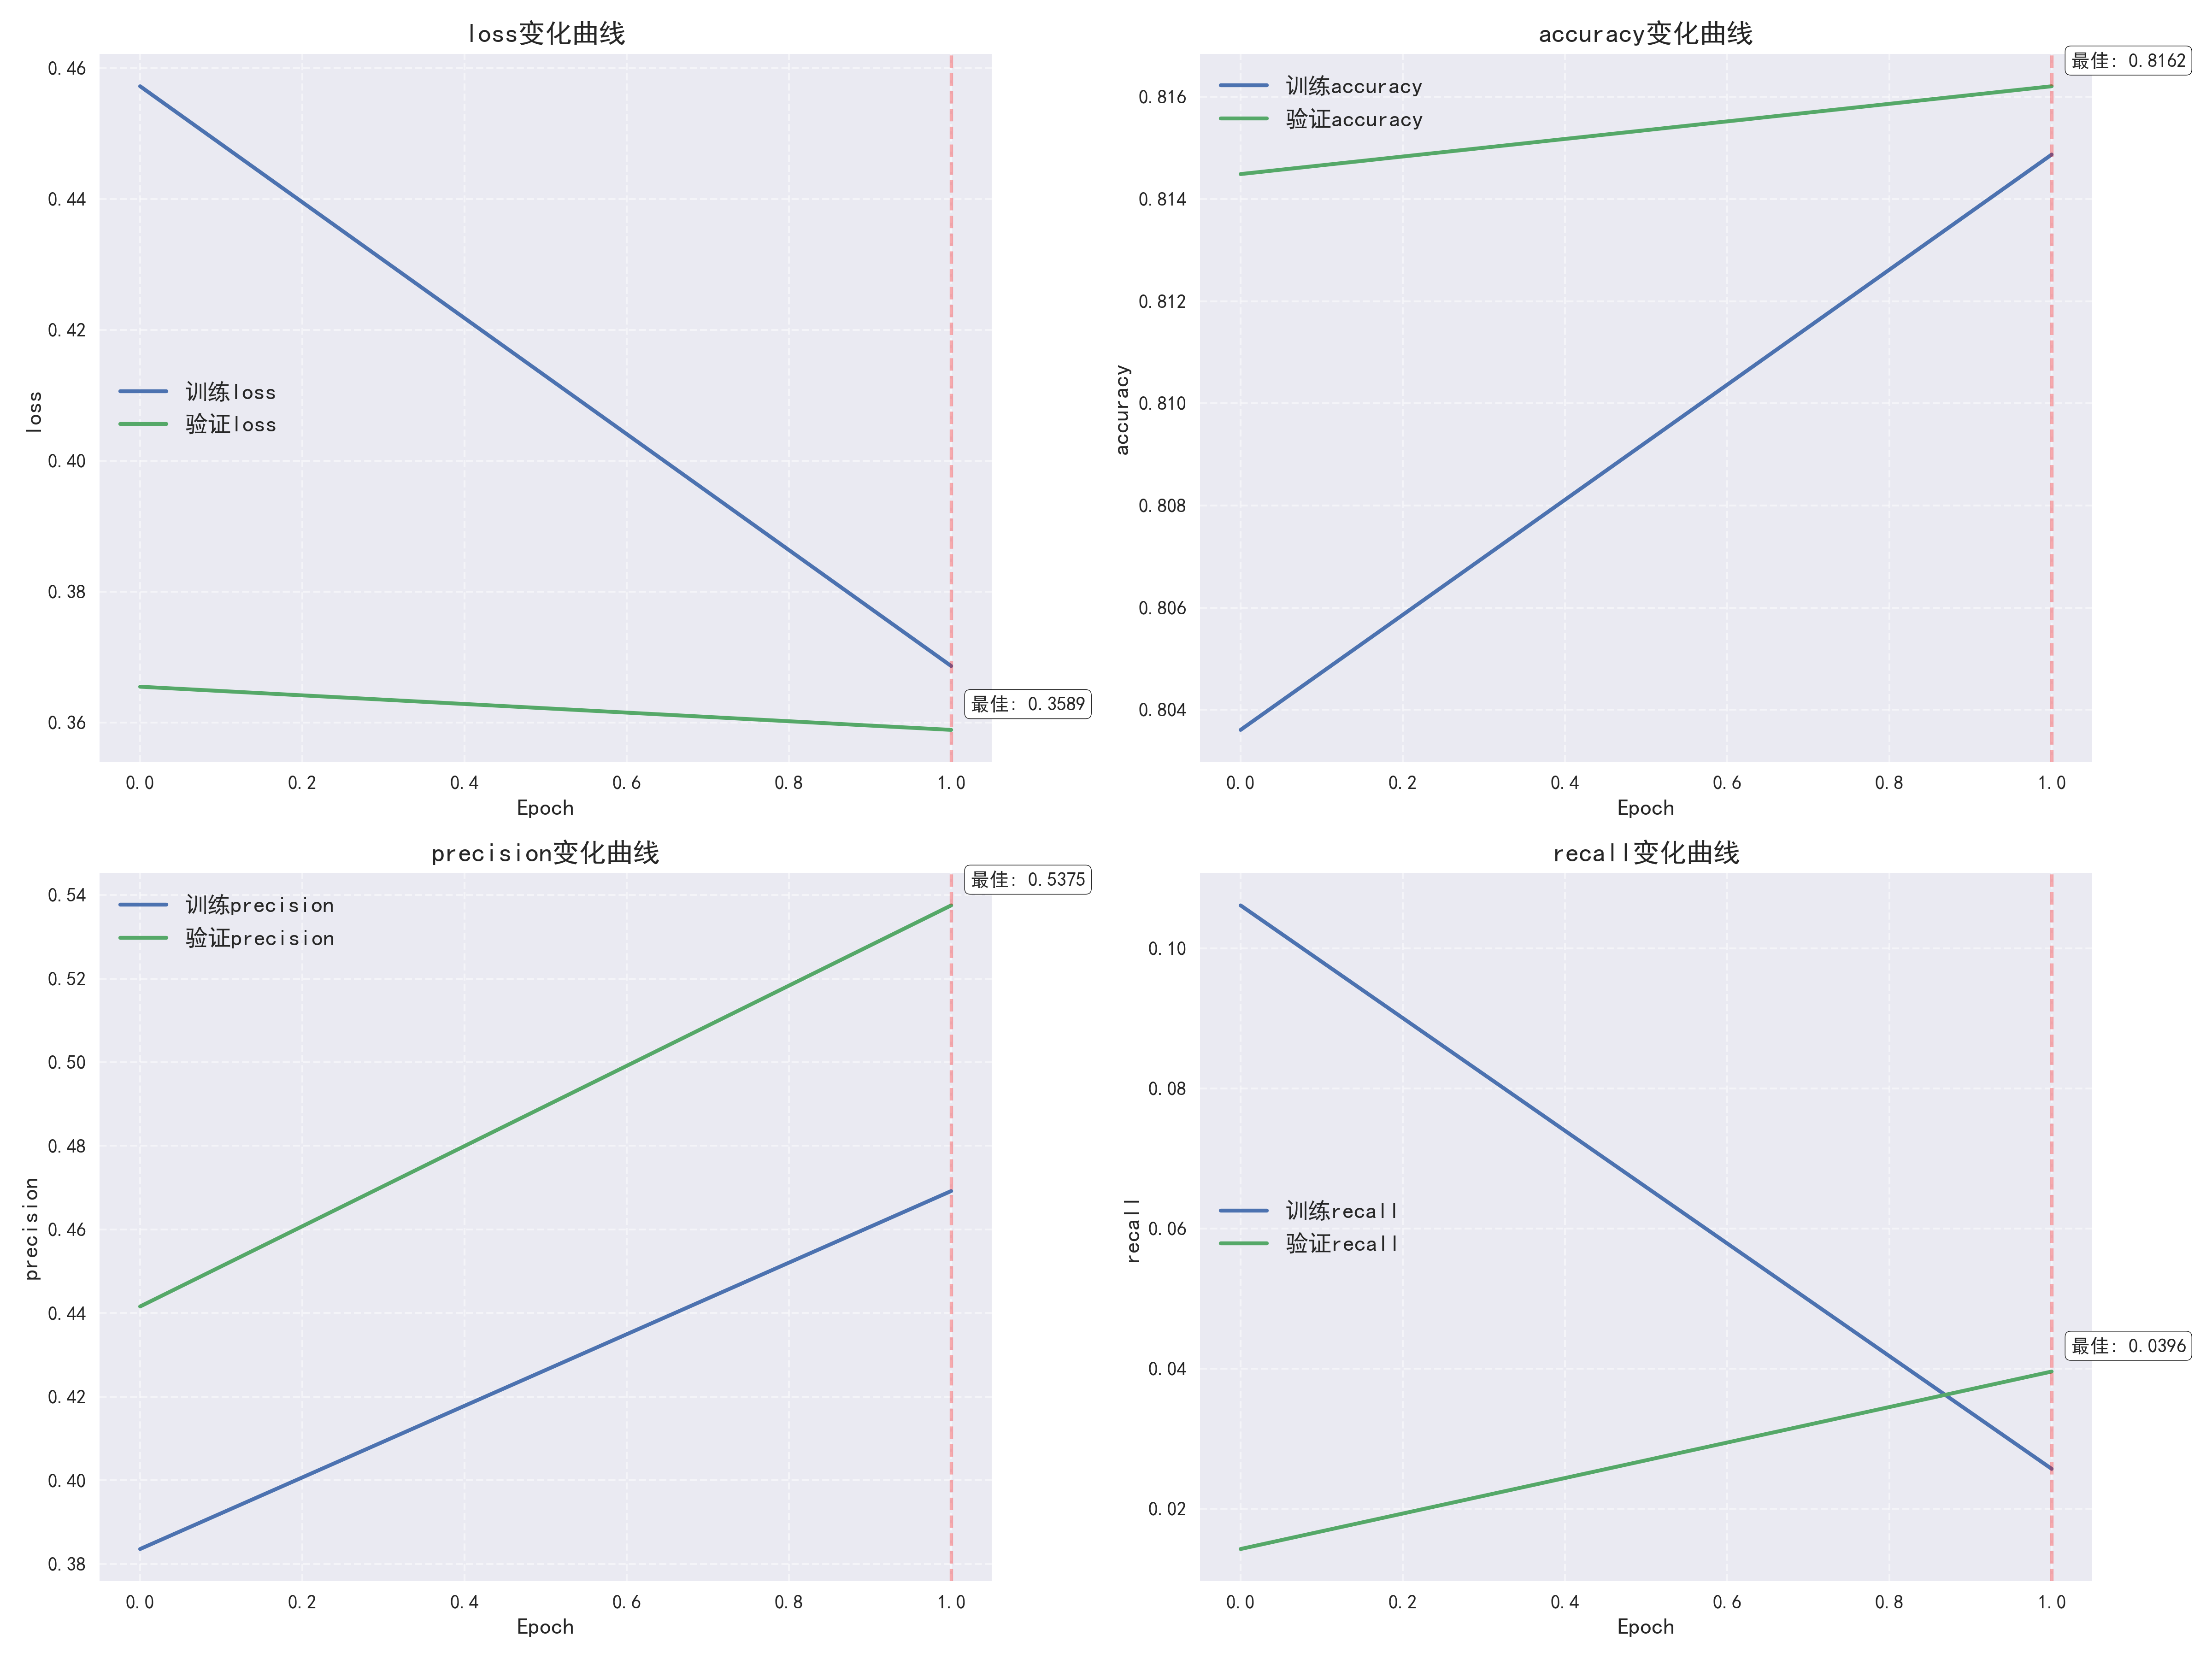 loss变化曲线
0.46
0.44
0.42
0.40
0.38
0.36
loss
训练loss
验证loss
最佳: 0.3589
0.0 0.2 0.4 0.6 0.8 1.0
Epoch
accuracy变化曲线
0.816
0.814
0.812
0.810
0.808
0.806
0.804
accuracy
训练accuracy
验证accuracy
最佳: 0.8162
0.0 0.2 0.4 0.6 0.8 1.0
Epoch
precision变化曲线
0.54
0.52
0.50
0.48
0.46
0.44
0.42
0.40
0.38
precision
训练precision
验证precision
最佳: 0.5375
0.0 0.2 0.4 0.6 0.8 1.0
Epoch
recall变化曲线
0.10
0.08
0.06
0.04
0.02
recall
训练recall
验证recall
最佳: 0.0396
0.0 0.2 0.4 0.6 0.8 1.0
Epoch